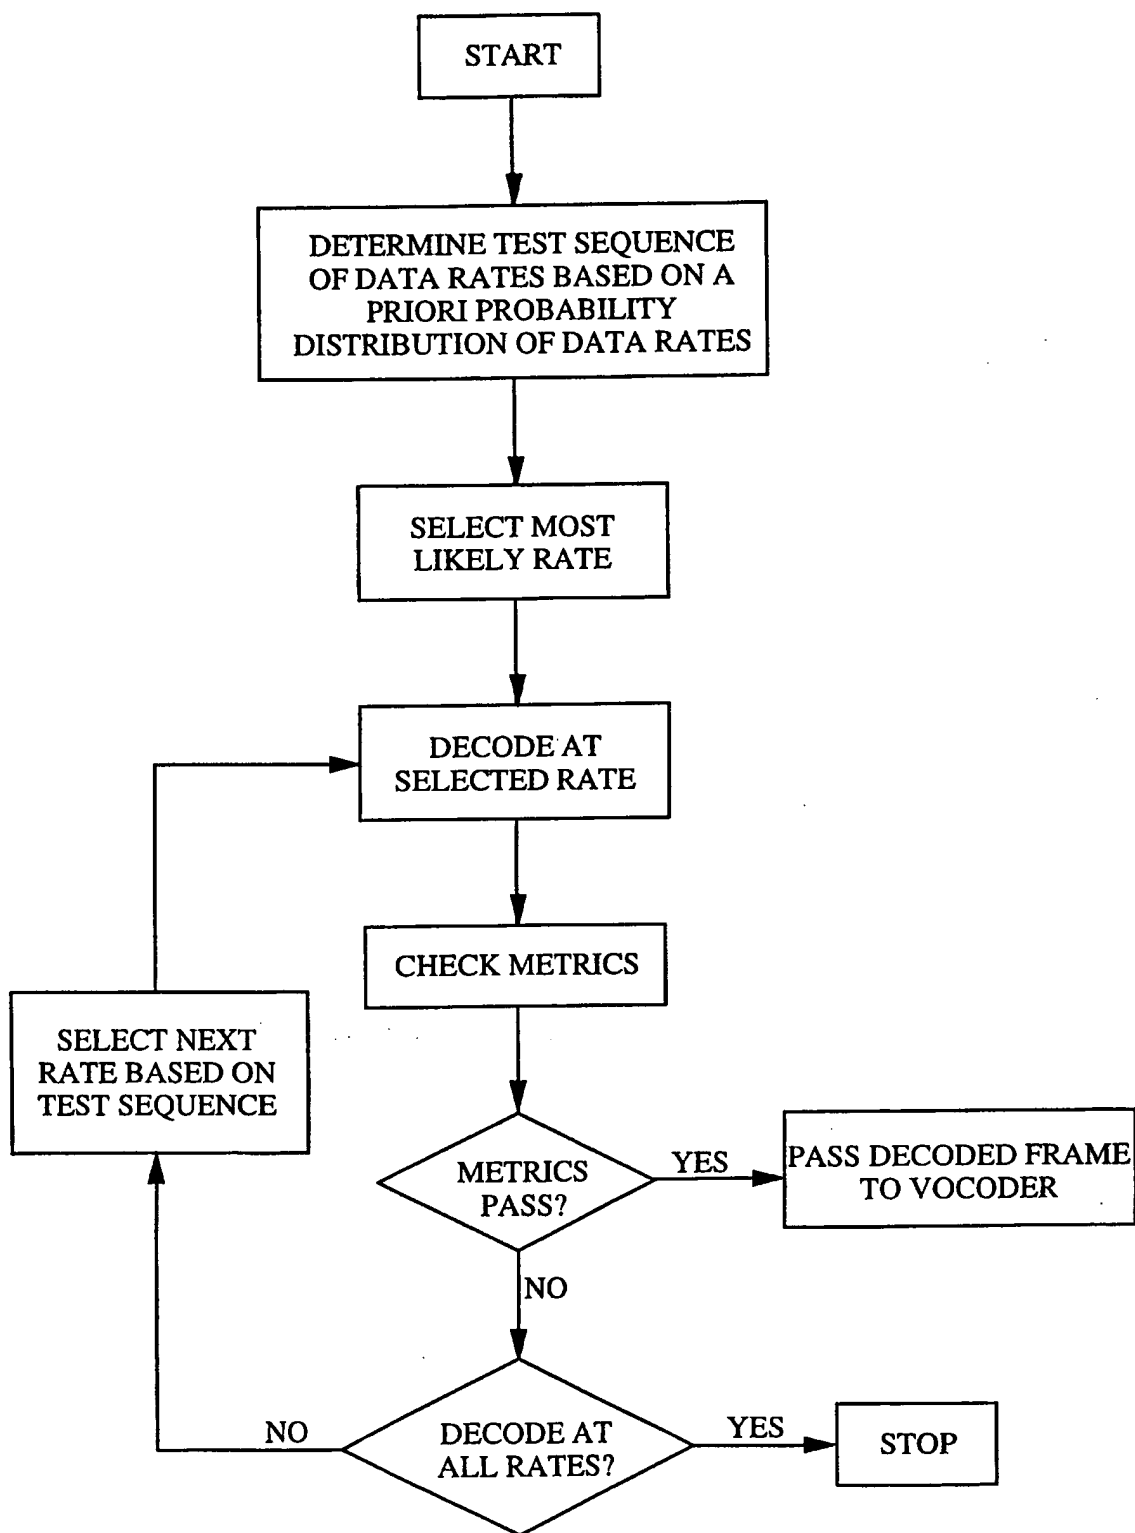 START
DETERMINE TEST SEQUENCE
OF DATA RATES BASED ON A
PRIORI PROBABILITY
DISTRIBUTION OF DATA RATES
SELECT MOST
LIKELY RATE
DECODE AT
SELECTED RATE
CHECK METRICS
SELECT NEXT
RATE BASED ON
TEST SEQUENCE
METRICS
PASS?
YES
PASS DECODED FRAME
TO VOCODER
NO
DECODE AT
ALL RATES?
NO
YES
STOP